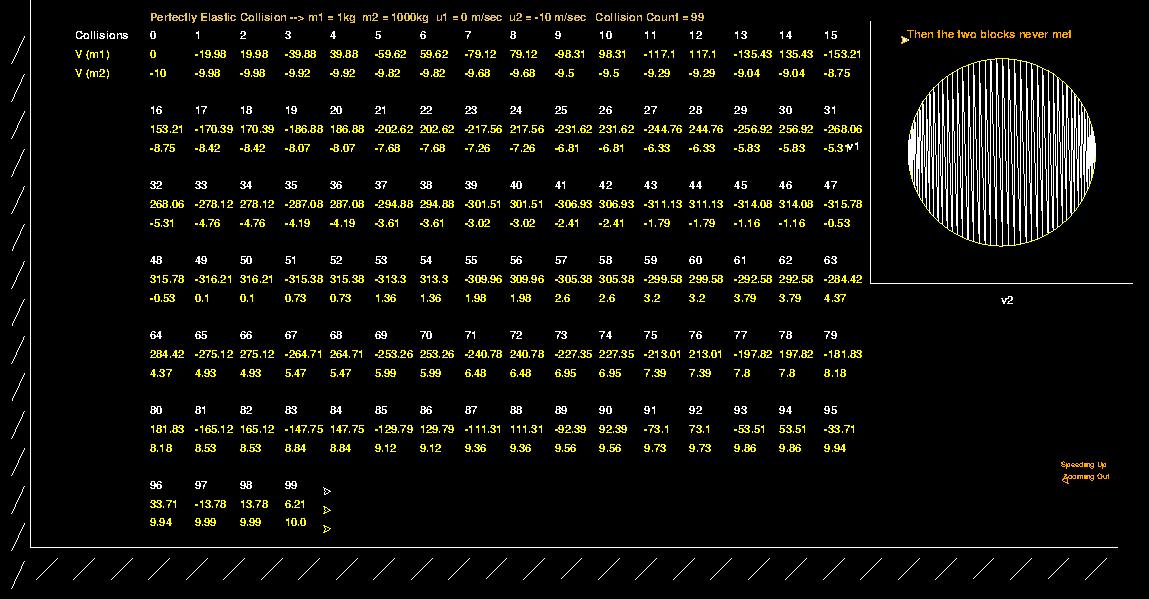 Perfectly Elastic Collision --> m1 = 1kg m2 = 1000kg u1 = 0 m/sec u2 = -10 m/sec Collision Count = 99
Collisions 0 1 2 3 4 5 6 7 8 9 10 11 12 13 14 15
V (m1) 0 -19.98 19.98 -39.88 39.88 -59.62 59.62 -79.12 79.12 -98.31 98.31 -117.1 117.1 -135.43 135.43 -153.21
V (m2) -10 -9.98 -9.98 -9.92 -9.92 -9.82 -9.82 -9.68 -9.68 -9.5 -9.5 -9.29 -9.29 -9.04 -9.04 -8.75
16 17 18 19 20 21 22 23 24 25 26 27 28 29 30 31
153.21 -170.39 170.39 -186.88 186.88 -202.62 202.62 -217.56 217.56 -231.62 231.62 -244.76 244.76 -256.92 256.92 -268.06
-8.75 -8.42 -8.42 -8.07 -8.07 -7.68 -7.68 -7.26 -7.26 -6.81 -6.81 -6.33 -6.33 -5.83 -5.83 -5.31
32 33 34 35 36 37 38 39 40 41 42 43 44 45 46 47
268.06 -278.12 278.12 -287.08 287.08 -294.88 294.88 -301.51 301.51 -306.93 306.93 -311.13 311.13 -314.08 314.08 -315.78
-5.31 -4.76 -4.76 -4.19 -4.19 -3.61 -3.61 -3.02 -3.02 -2.41 -2.41 -1.79 -1.79 -1.16 -1.16 -0.53
48 49 50 51 52 53 54 55 56 57 58 59 60 61 62 63
315.78 -316.21 316.21 -315.38 315.38 -313.3 313.3 -309.96 309.96 -305.38 305.38 -299.58 299.58 -292.58 292.58 -284.42
-0.53 0.1 0.1 0.73 0.73 1.36 1.36 1.98 1.98 2.6 2.6 3.2 3.2 3.79 3.79 4.37
64 65 66 67 68 69 70 71 72 73 74 75 76 77 78 79
284.42 -275.12 275.12 -264.71 264.71 -253.26 253.26 -240.78 240.78 -227.35 227.35 -213.01 213.01 -197.82 197.82 -181.83
4.37 4.93 4.93 5.47 5.47 5.99 5.99 6.48 6.48 6.95 6.95 7.39 7.39 7.8 7.8 8.18
80 81 82 83 84 85 86 87 88 89 90 91 92 93 94 95
181.83 -165.12 165.12 -147.75 147.75 -129.79 129.79 -111.31 111.31 -92.39 92.39 -73.1 73.1 -53.51 53.51 -33.71
8.18 8.53 8.53 8.84 8.84 9.12 9.12 9.36 9.36 9.56 9.56 9.73 9.73 9.86 9.86 9.94
96 97 98 99
33.71 -13.78 13.78 6.21
9.94 9.99 9.99 10.0
Then the two blocks never met
v1
v2
Speeding Up
Zooming Out